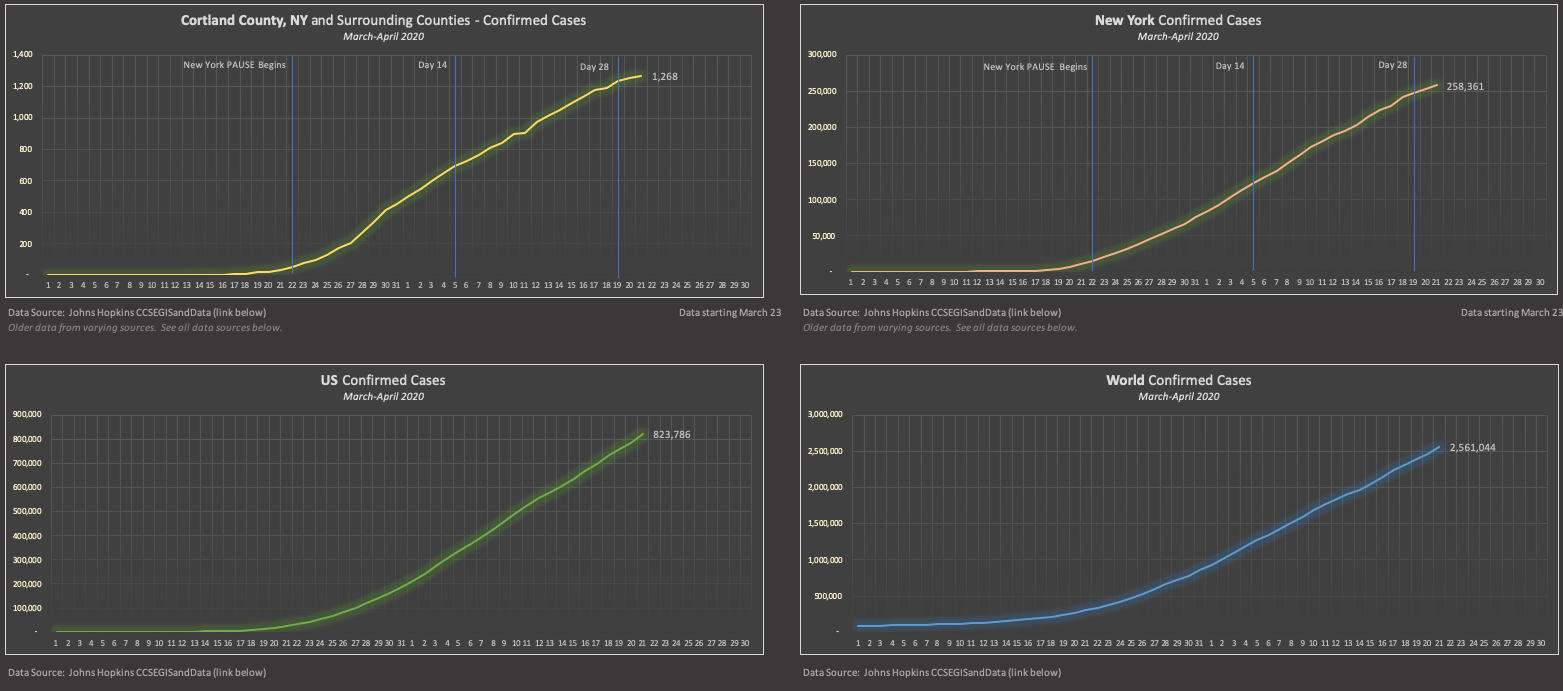 Cortland County, NY and Surrounding Counties - Confirmed Cases
March-April 2020
1,400
1,200
1,000
800
600
400
200
-
New York PAUSE Begins
Day 14
Day 28
1,268
1 2 3 4 5 6 7 8 9 10 11 12 13 14 15 16 17 18 19 20 21 22 23 24 25 26 27 28 29 30 31 1 2 3 4 5 6 7 8 9 10 11 12 13 14 15 16 17 18 19 20 21 22 23 24 25 26 27 28 29 30
Data Source: Johns Hopkins CCSEGISandData (link below)
Data starting March 23
Older data from varying sources. See all data sources below.
New York Confirmed Cases
March-April 2020
300,000
250,000
200,000
150,000
100,000
50,000
-
New York PAUSE Begins
Day 14
Day 28
258,361
1 2 3 4 5 6 7 8 9 10 11 12 13 14 15 16 17 18 19 20 21 22 23 24 25 26 27 28 29 30 31 1 2 3 4 5 6 7 8 9 10 11 12 13 14 15 16 17 18 19 20 21 22 23 24 25 26 27 28 29 30
Data Source: Johns Hopkins CCSEGISandData (link below)
Data starting March 23
Older data from varying sources. See all data sources below.
US Confirmed Cases
March-April 2020
900,000
800,000
700,000
600,000
500,000
400,000
300,000
200,000
100,000
-
823,786
1 2 3 4 5 6 7 8 9 10 11 12 13 14 15 16 17 18 19 20 21 22 23 24 25 26 27 28 29 30 31 1 2 3 4 5 6 7 8 9 10 11 12 13 14 15 16 17 18 19 20 21 22 23 24 25 26 27 28 29 30
Data Source: Johns Hopkins CCSEGISandData (link below)
World Confirmed Cases
March-April 2020
3,000,000
2,500,000
2,000,000
1,500,000
1,000,000
500,000
-
2,561,044
1 2 3 4 5 6 7 8 9 10 11 12 13 14 15 16 17 18 19 20 21 22 23 24 25 26 27 28 29 30 31 1 2 3 4 5 6 7 8 9 10 11 12 13 14 15 16 17 18 19 20 21 22 23 24 25 26 27 28 29 30
Data Source: Johns Hopkins CCSEGISandData (link below)